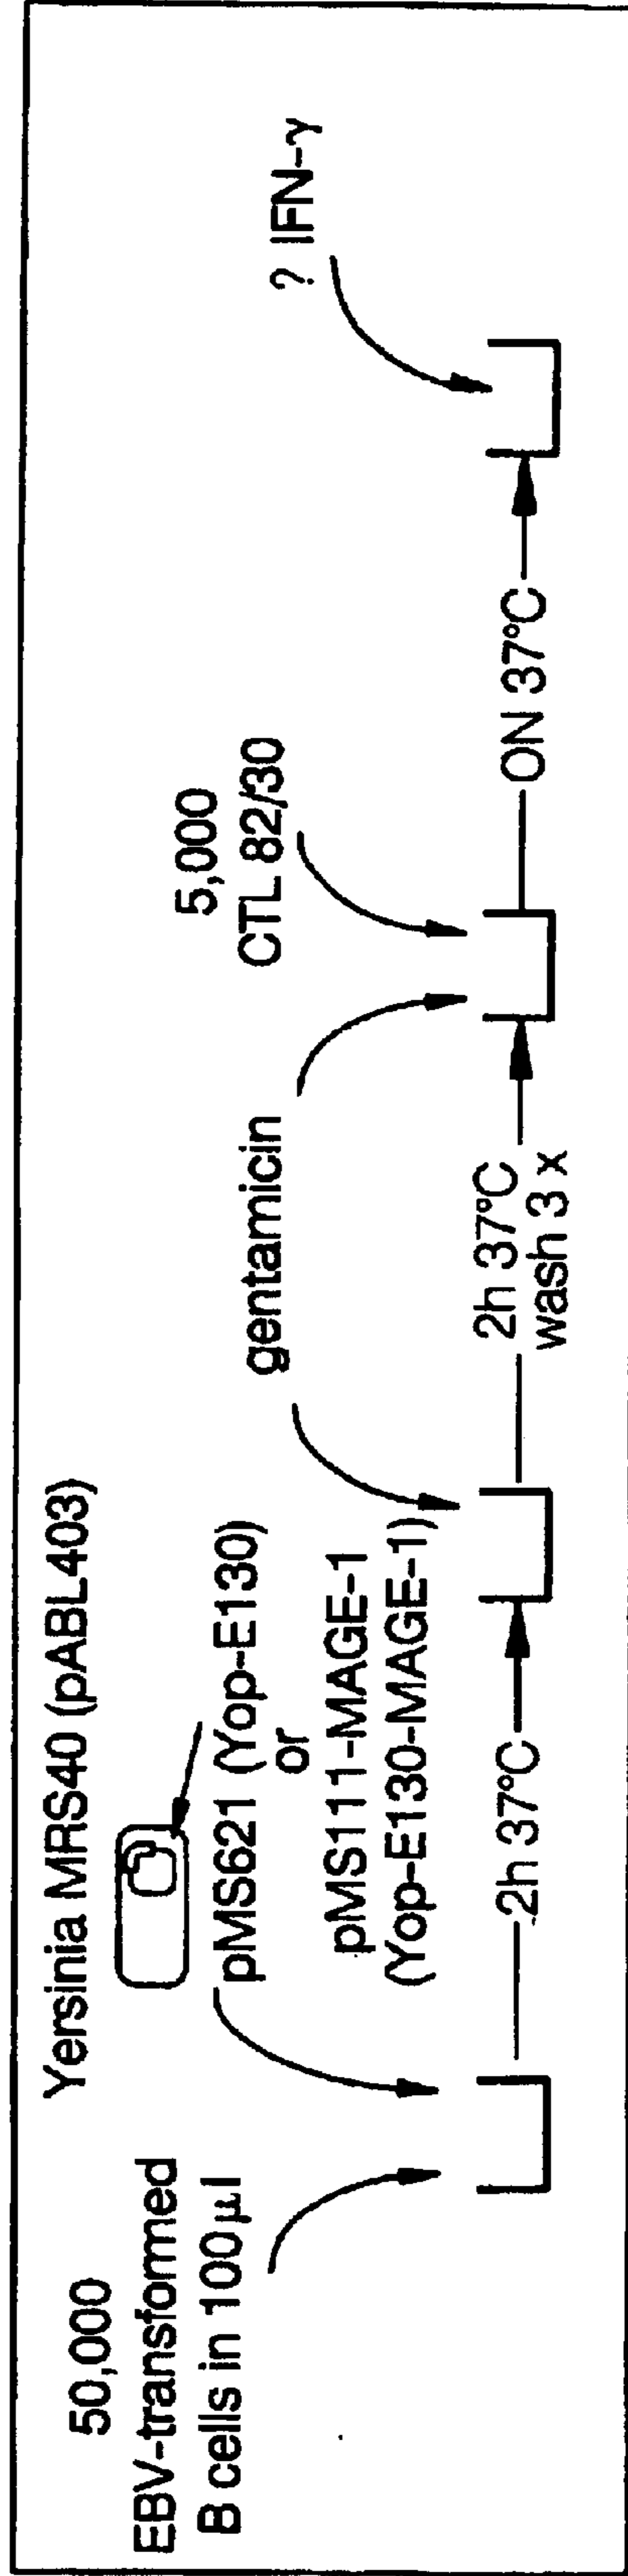 50,000
EBV-transformed
B cells in 100µl
Yersinia MRS40 (pABL403)
pMS621 (Yop-E130)
or
pMS111-MAGE-1
(Yop-E130-MAGE-1)
2h 37°C
gentamicin
2h 37°C
wash 3 x
5,000
CTL 82/30
ON 37°C
? IFN-γ